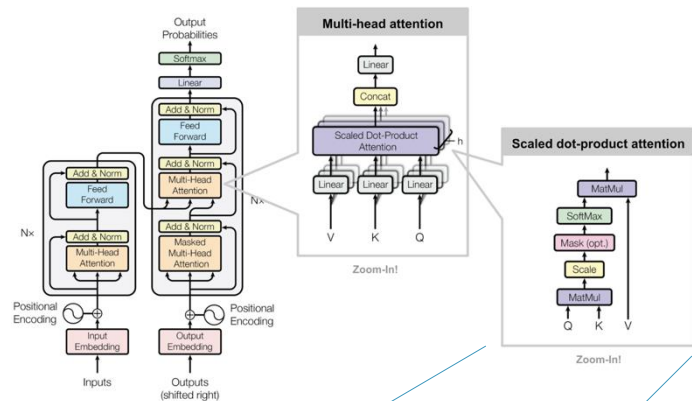 Output
Probabilities
Softmax
Linear
Add & Norm
Feed
Forward
Add & Norm
Multi-Head
Attention
Add & Norm
Masked
Multi-Head
Attention
N×
Add & Norm
Feed
Forward
N×
Add & Norm
Multi-Head
Attention
Positional
Encoding
Positional
Encoding
Input
Embedding
Output
Embedding
Inputs
Outputs
(shifted right)
Multi-head attention
Linear
Concat
Scaled Dot-Product
Attention
h
Linear
Linear
Linear
V
K
Q
Zoom-In!
Scaled dot-product attention
MatMul
SoftMax
Mask (opt.)
Scale
MatMul
Q
K
V
Zoom-In!